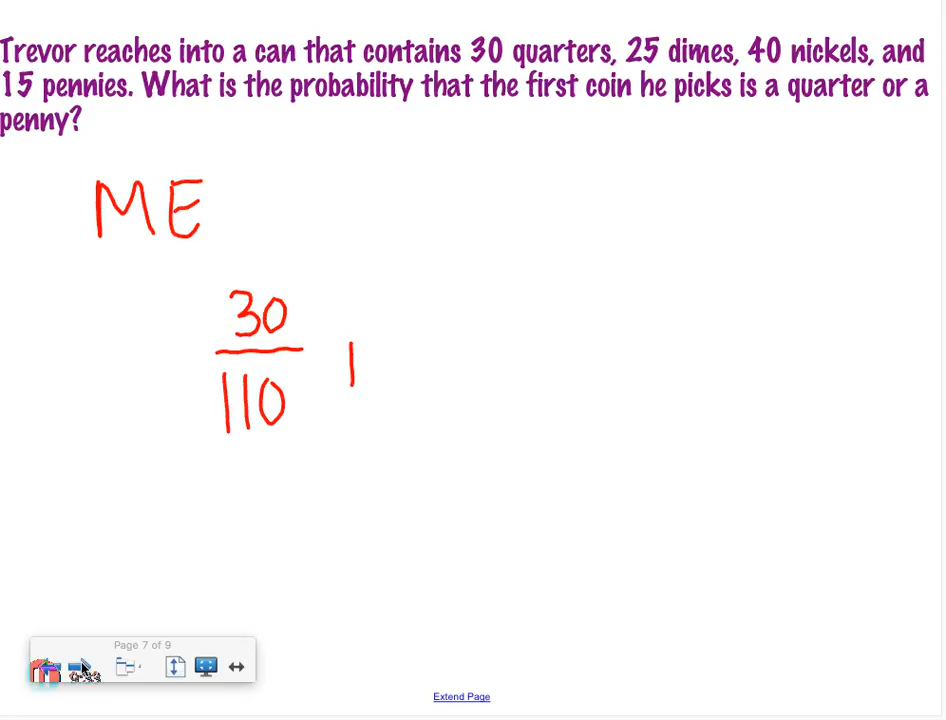 Trevor reaches into a can that contains 30 quarters, 25 dimes, 40 nickels, and
15 pennies. What is the probability that the first coin he picks is a quarter or a
penny?
ME
30
110
Page 7 of 9
Extend Page